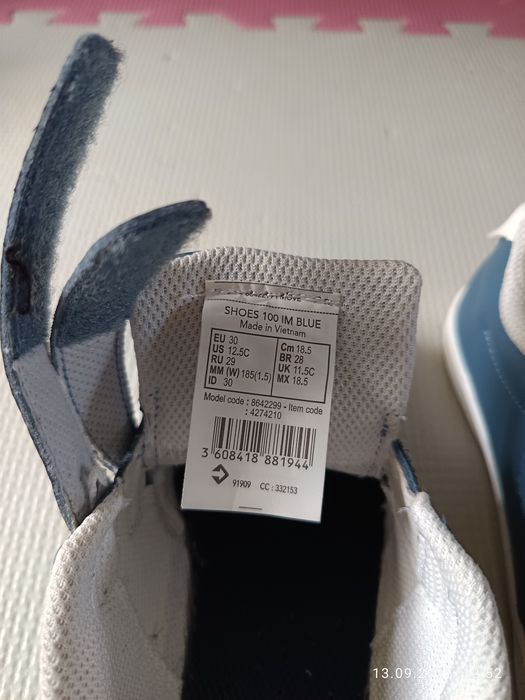 SHOES 100 IM BLUE
Made in Vietnam
EU 30
US 12.5C
RU 29
MM (W) 185(1.5)
ID 30
Cm 18.5
BR 28
UK 11.5C
MX 18.5
Model code : 8642299 - Item code
: 4274210
3 608418 881944
91909 CC : 332153
13.09.2
52